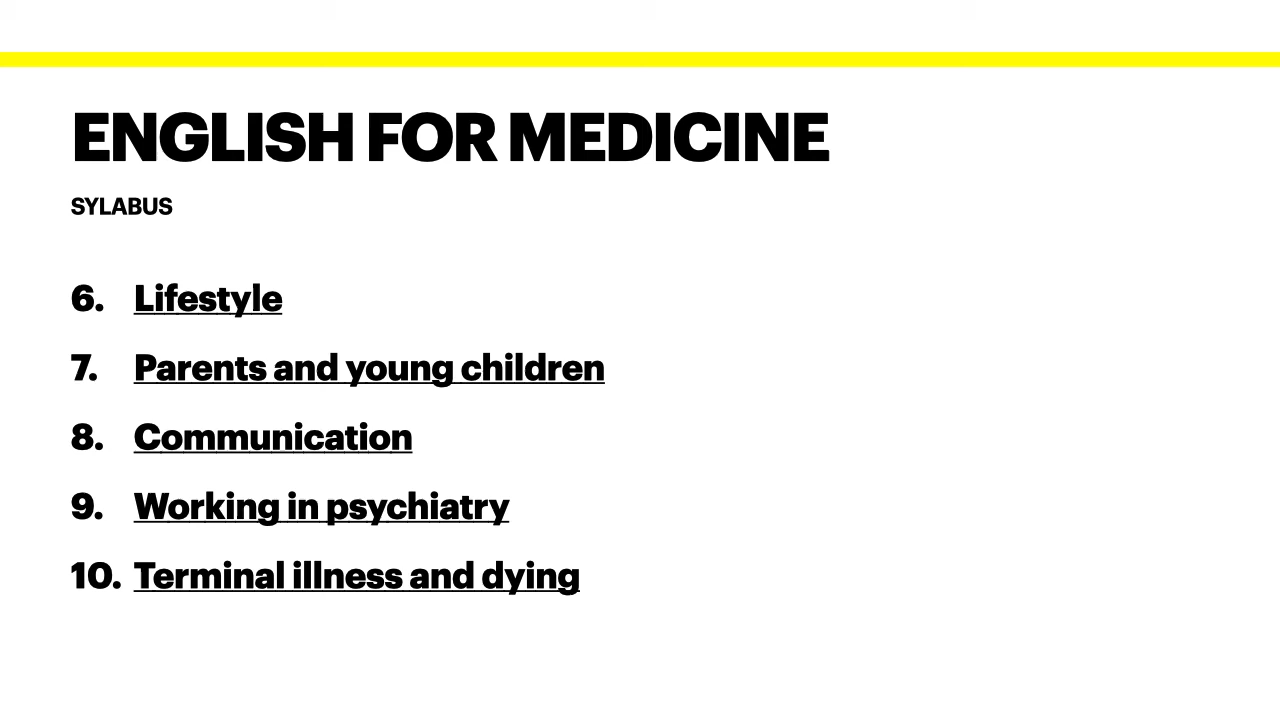 ENGLISH FOR MEDICINE
SYLABUS
6. Lifestyle
7. Parents and young children
8. Communication
9. Working in psychiatry
10. Terminal illness and dying